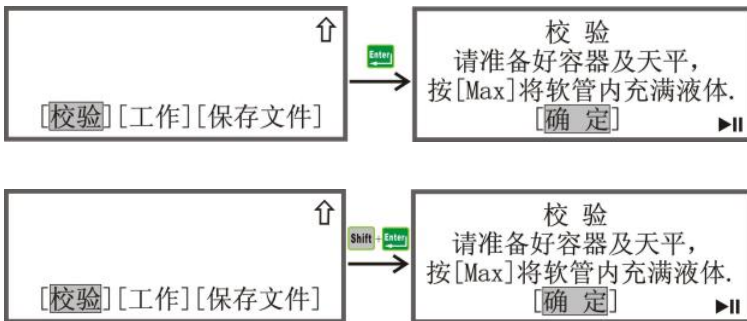 [校验][工作][保存文件]
Enter
校 验
请准备好容器及天平，
按[Max]将软管内充满液体.
[确 定]
[校验][工作][保存文件]
Shift + Enter
校 验
请准备好容器及天平，
按[Max]将软管内充满液体.
[确 定]